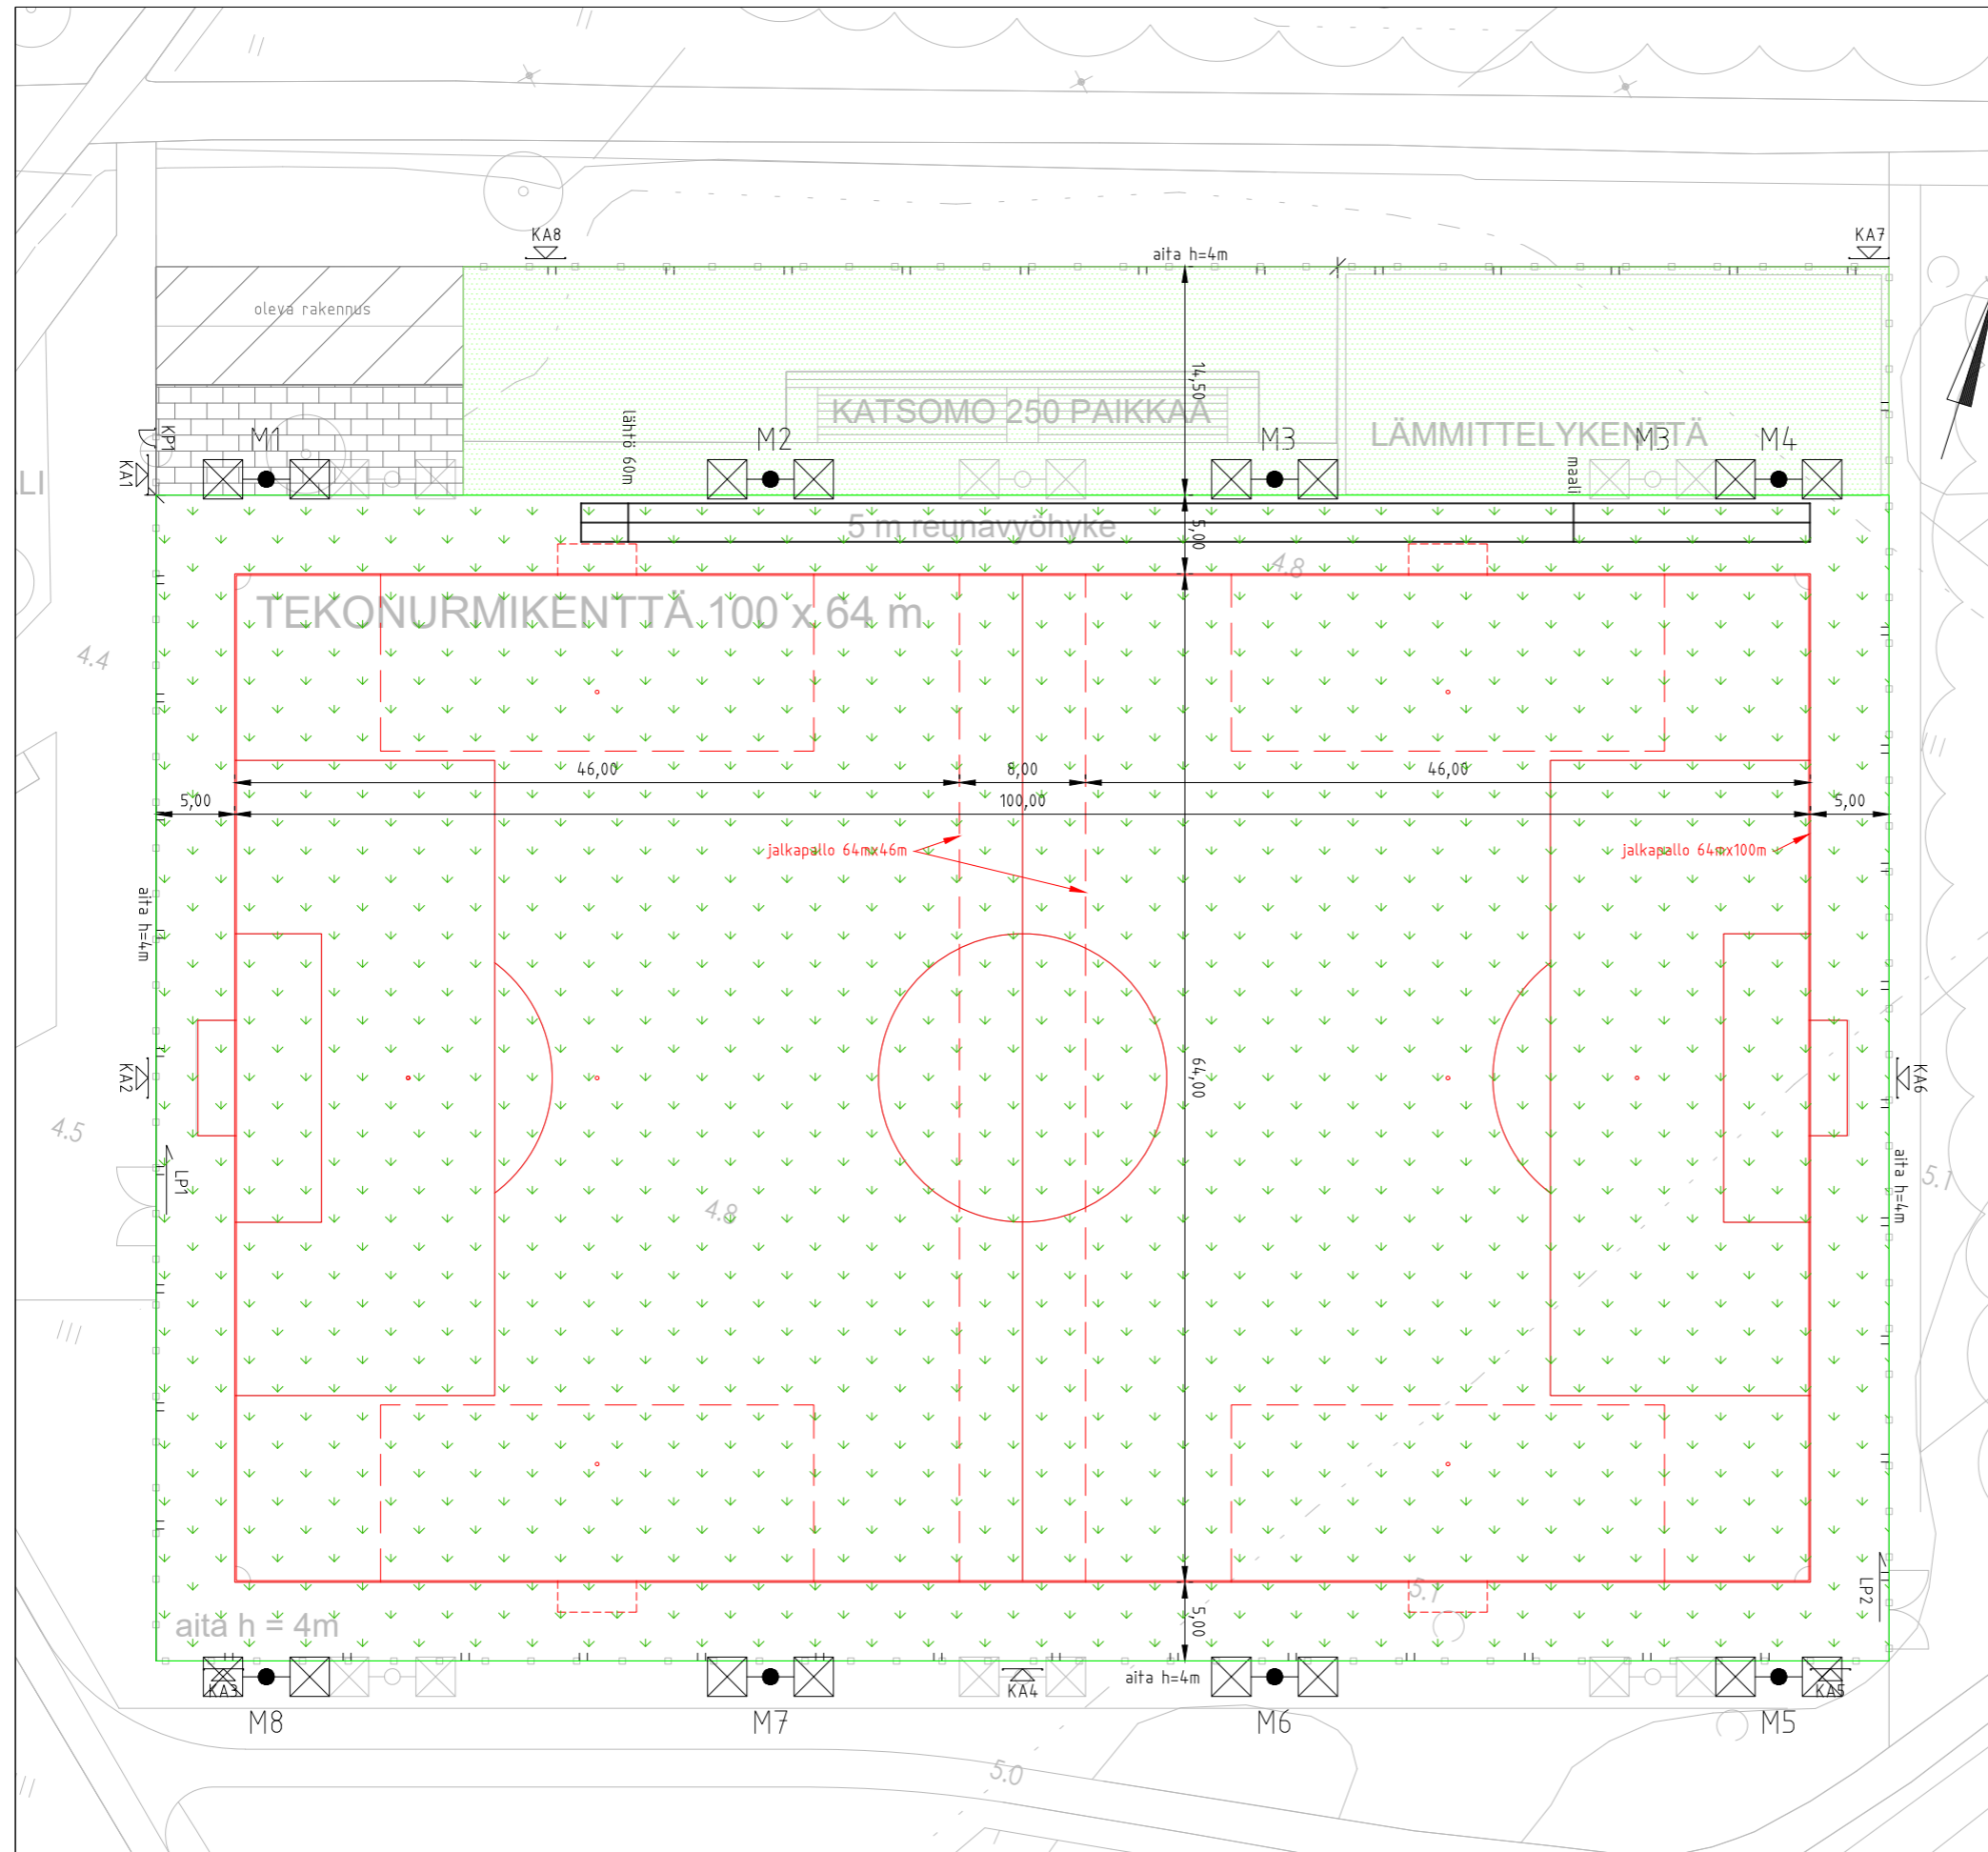 KA8
aita h=4m
KA7
oleva rakennus
14,50
KATSOMO 250 PAIKKAA
LÄMMITTELYKENTTÄ
KP1
M1
lähtö 60m
M2
M3
M3
M4
KA1
LI
maali
5 m reunavyöhyke
5,00
4.8
TEKONURMIKENTTÄ 100 x 64 m
4.4
46,00
8,00
46,00
5,00
100,00
5,00
jalkapallo 64mx46m
jalkapallo 64mx100m
aita h=4m
64,00
KA2
KA6
4.5
LP1
aita h=4m
5.1
4.8
LP2
5.1
5,00
aita h = 4m
aita h=4m
KA3
KA4
KA5
M8
M7
M6
M5
5.0